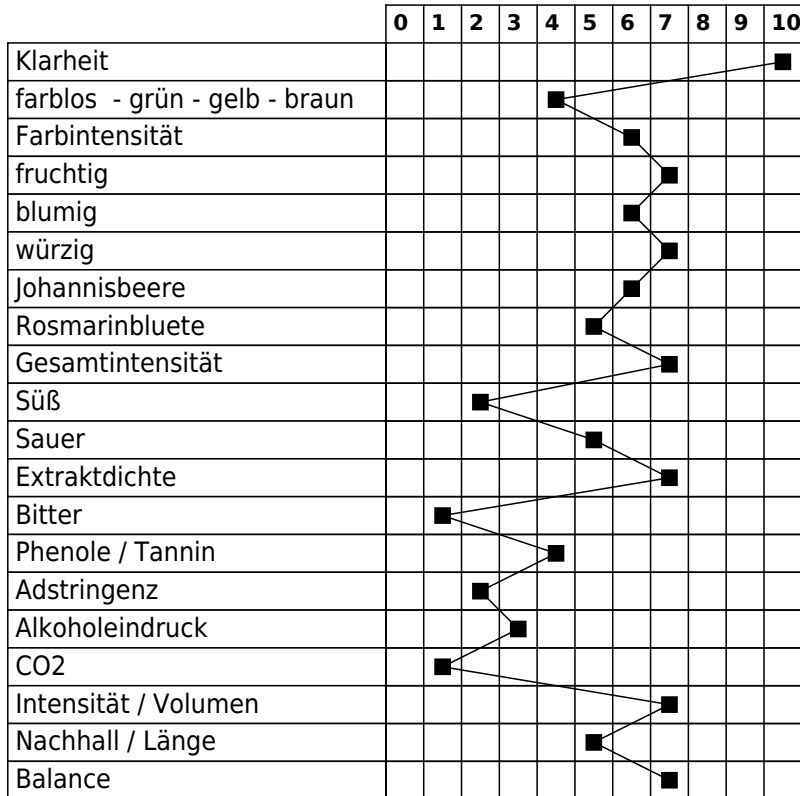 0 1 2 3 4 5 6 7 8 9 10
Klarheit
farblos - grün - gelb - braun
Farbintensität
fruchtig
blumig
würzig
Johannisbeere
Rosmarinbluete
Gesamtintensität
Süß
Sauer
Extraktdichte
Bitter
Phenole / Tannin
Adstringenz
Alkoholeindruck
CO2
Intensität / Volumen
Nachhall / Länge
Balance